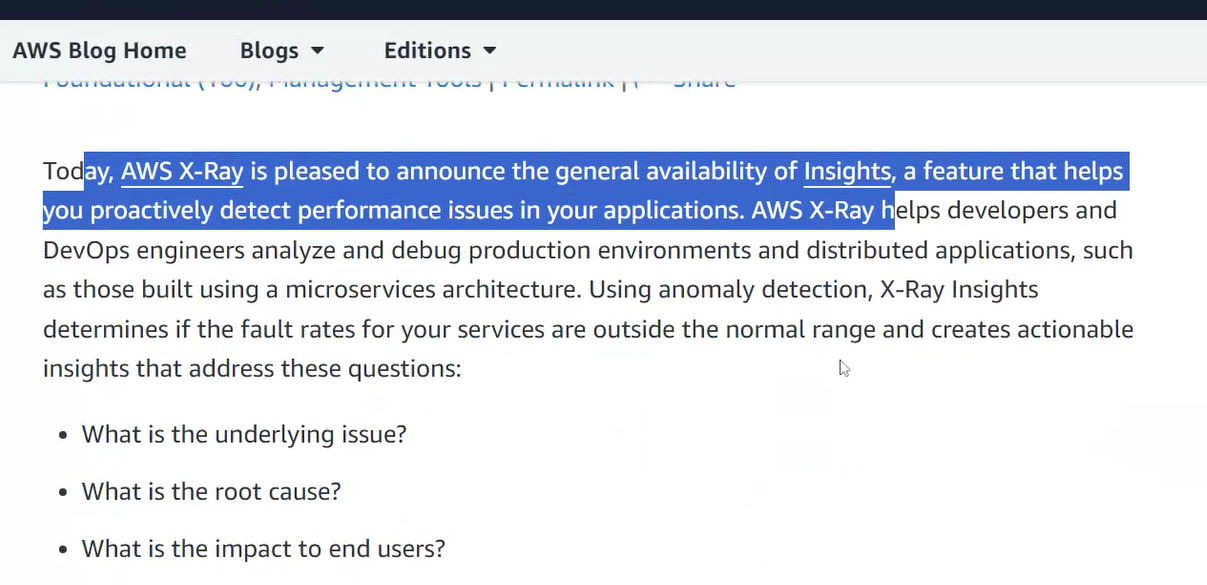 AWS Blog Home Blogs Editions
Foundational (100), Management Tools | Permalink | Share
Today, AWS X-Ray is pleased to announce the general availability of Insights, a feature that helps
you proactively detect performance issues in your applications. AWS X-Ray helps developers and
DevOps engineers analyze and debug production environments and distributed applications, such
as those built using a microservices architecture. Using anomaly detection, X-Ray Insights
determines if the fault rates for your services are outside the normal range and creates actionable
insights that address these questions:
• What is the underlying issue?
• What is the root cause?
• What is the impact to end users?